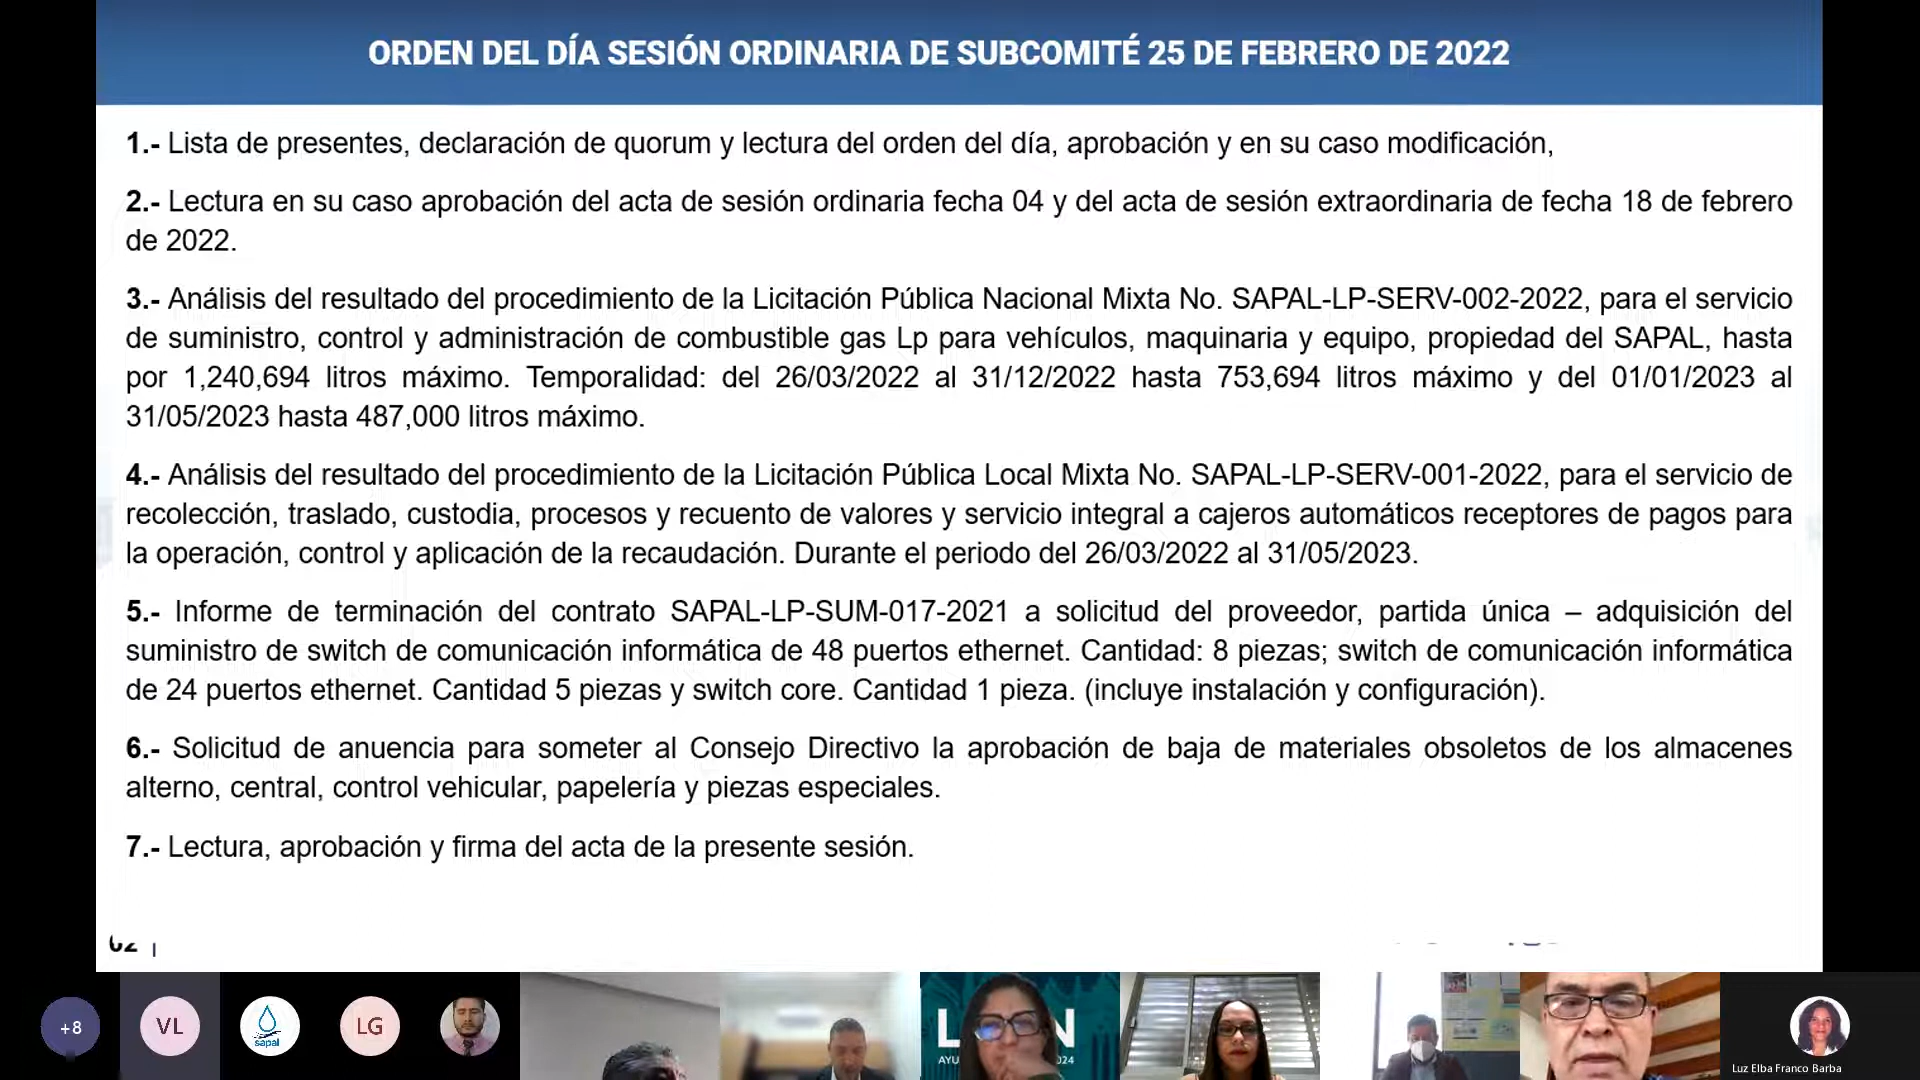 ORDEN DEL DÍA SESIÓN ORDINARIA DE SUBCOMITÉ 25 DE FEBRERO DE 2022
1.- Lista de presentes, declaración de quorum y lectura del orden del día, aprobación y en su caso modificación,
2.- Lectura en su caso aprobación del acta de sesión ordinaria fecha 04 y del acta de sesión extraordinaria de fecha 18 de febrero
de 2022.
3.- Análisis del resultado del procedimiento de la Licitación Pública Nacional Mixta No. SAPAL-LP-SERV-002-2022, para el servicio
de suministro, control y administración de combustible gas Lp para vehículos, maquinaria y equipo, propiedad del SAPAL, hasta
por 1,240,694 litros máximo. Temporalidad: del 26/03/2022 al 31/12/2022 hasta 753,694 litros máximo y del 01/01/2023 al
31/05/2023 hasta 487,000 litros máximo.
4.- Análisis del resultado del procedimiento de la Licitación Pública Local Mixta No. SAPAL-LP-SERV-001-2022, para el servicio de
recolección, traslado, custodia, procesos y recuento de valores y servicio integral a cajeros automáticos receptores de pagos para
la operación, control y aplicación de la recaudación. Durante el periodo del 26/03/2022 al 31/05/2023.
5.- Informe de terminación del contrato SAPAL-LP-SUM-017-2021 a solicitud del proveedor, partida única – adquisición del
suministro de switch de comunicación informática de 48 puertos ethernet. Cantidad: 8 piezas; switch de comunicación informática
de 24 puertos ethernet. Cantidad 5 piezas y switch core. Cantidad 1 pieza. (incluye instalación y configuración).
6.- Solicitud de anuencia para someter al Consejo Directivo la aprobación de baja de materiales obsoletos de los almacenes
alterno, central, control vehicular, papelería y piezas especiales.
7.- Lectura, aprobación y firma del acta de la presente sesión.
+8
VL
sapal
LG
Luz Elba Franco Barba